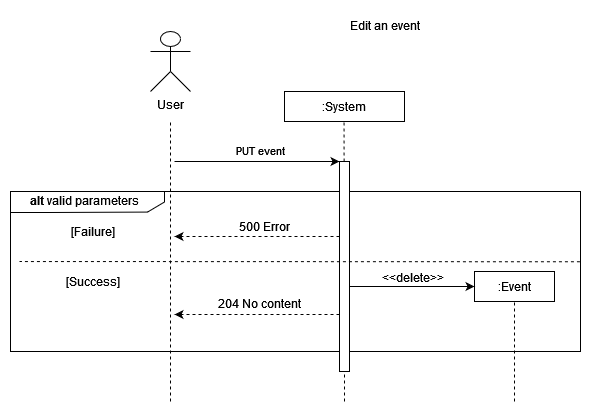 Edit an event
User
:System
PUT event
alt valid parameters
[Failure]
500 Error
[Success]
<<delete>>
:Event
204 No content